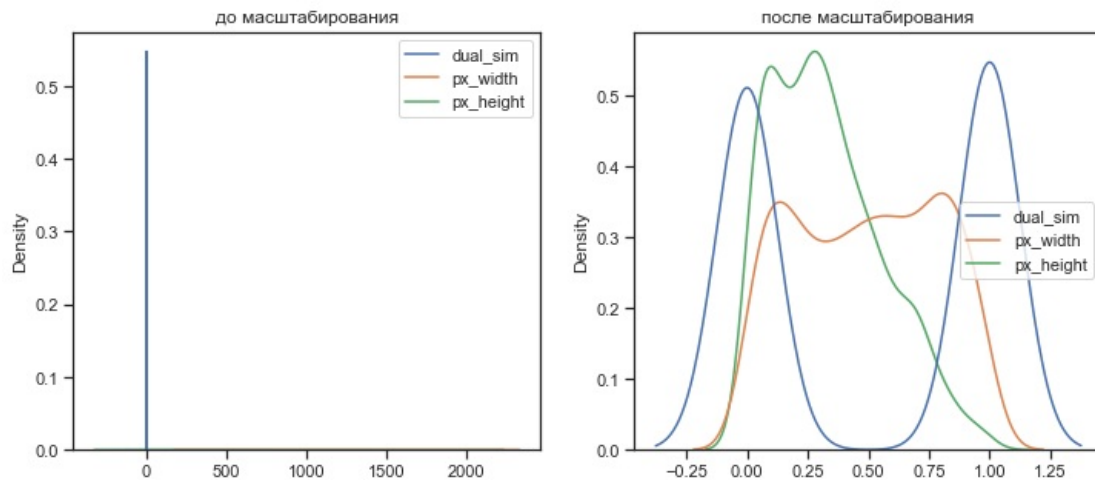 до масштабирования
Density
0.5
0.4
0.3
0.2
0.1
0.0
0
500
1000
1500
2000
dual_sim
px_width
px_height
после масштабирования
Density
0.5
0.4
0.3
0.2
0.1
0.0
−0.25
0.00
0.25
0.50
0.75
1.00
1.25
dual_sim
px_width
px_height